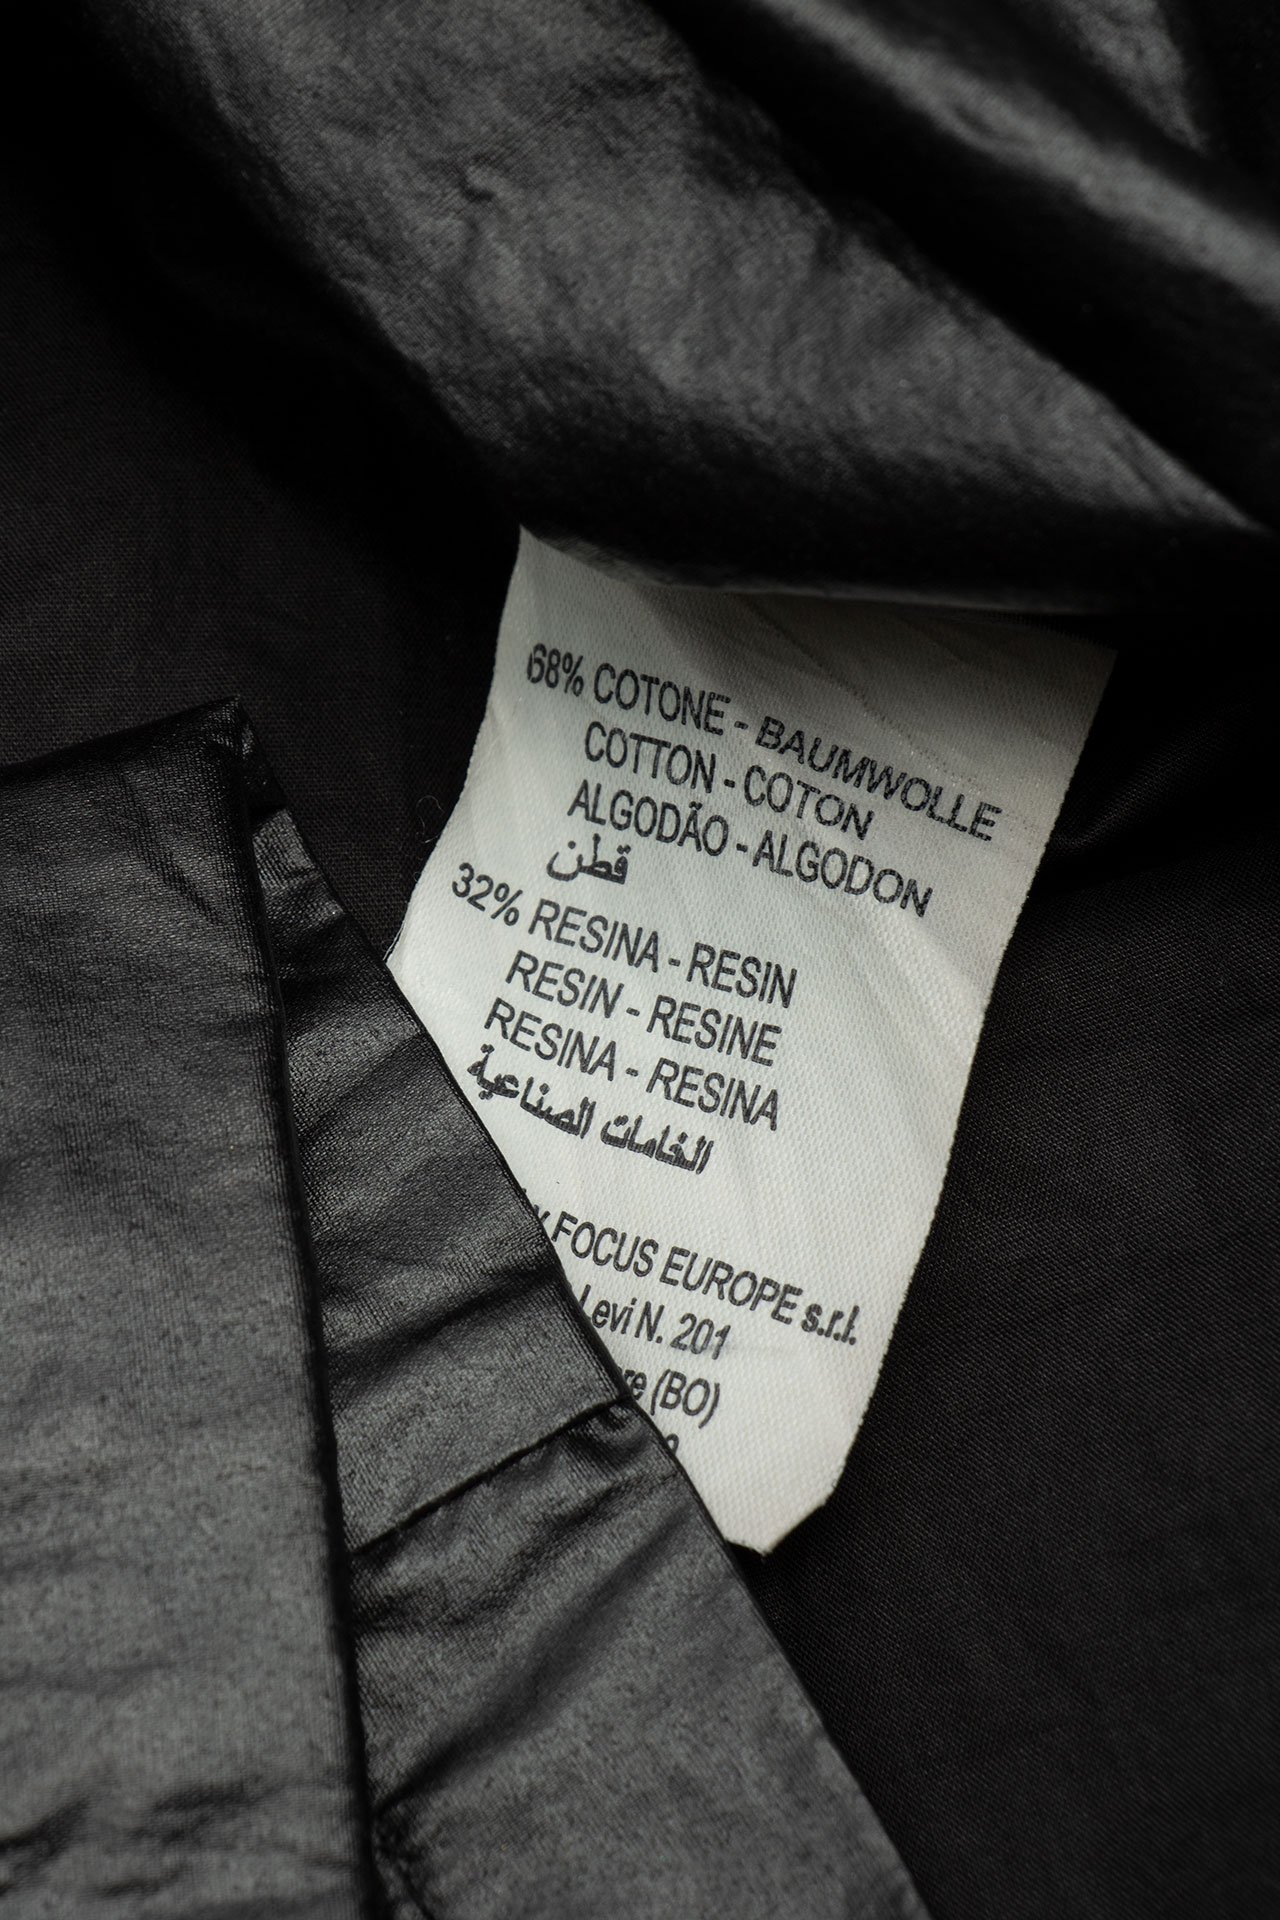 68% COTONE - BAUMWOLLE
COTTON - COTON
ALGODÃO - ALGODON
قطن
32% RESINA - RESIN
RESIN - RESINE
RESINA - RESINA
الخامات الصناعية
FOCUS EUROPE s.r.l.
Levi N. 201
(BO)